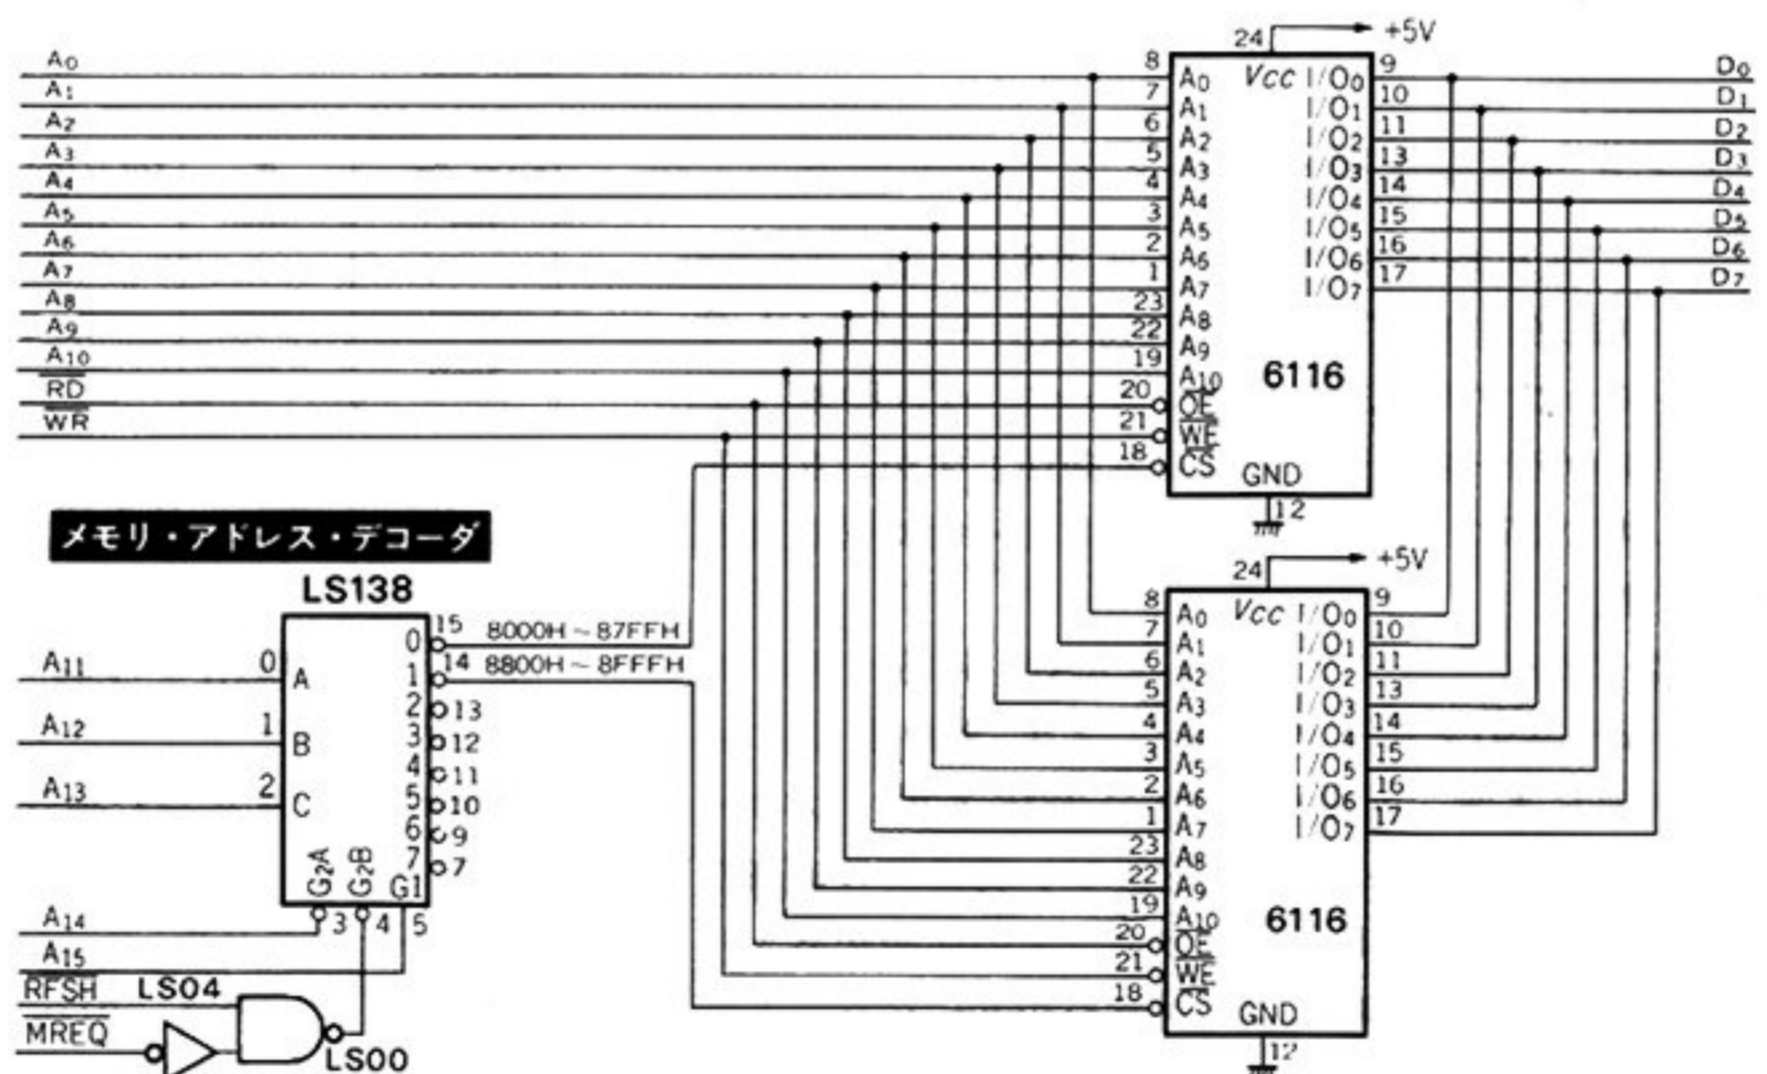 A0
A1
A2
A3
A4
A5
A6
A7
A8
A9
A10
RD
WR
8
7
6
5
4
3
2
1
23
22
19
20
21
18
24
+5V
A0 VCC I/O0
A1 I/O1
A2 I/O2
A3 I/O3
A4 I/O4
A5 I/O5
A6 I/O6
A7 I/O7
A8
A9
A10
OE
WE
CS
6116
GND
12
9
10
11
13
14
15
16
17
D0
D1
D2
D3
D4
D5
D6
D7
メモリ・アドレス・デコーダ
LS138
A11 0 A
A12 1 B
A13 2 C
0 15 8000H~87FFH
1 14 8800H~8FFFH
2 13
3 12
4 11
5 10
6 9
7 7
G2A G2B G1
3 4 5
A14
A15
RFSH
LS04
MREQ
LS00
8
7
6
5
4
3
2
1
23
22
19
20
21
18
24
+5V
A0 VCC I/O0
A1 I/O1
A2 I/O2
A3 I/O3
A4 I/O4
A5 I/O5
A6 I/O6
A7 I/O7
A8
A9
A10
OE
WE
CS
6116
GND
12
9
10
11
13
14
15
16
17